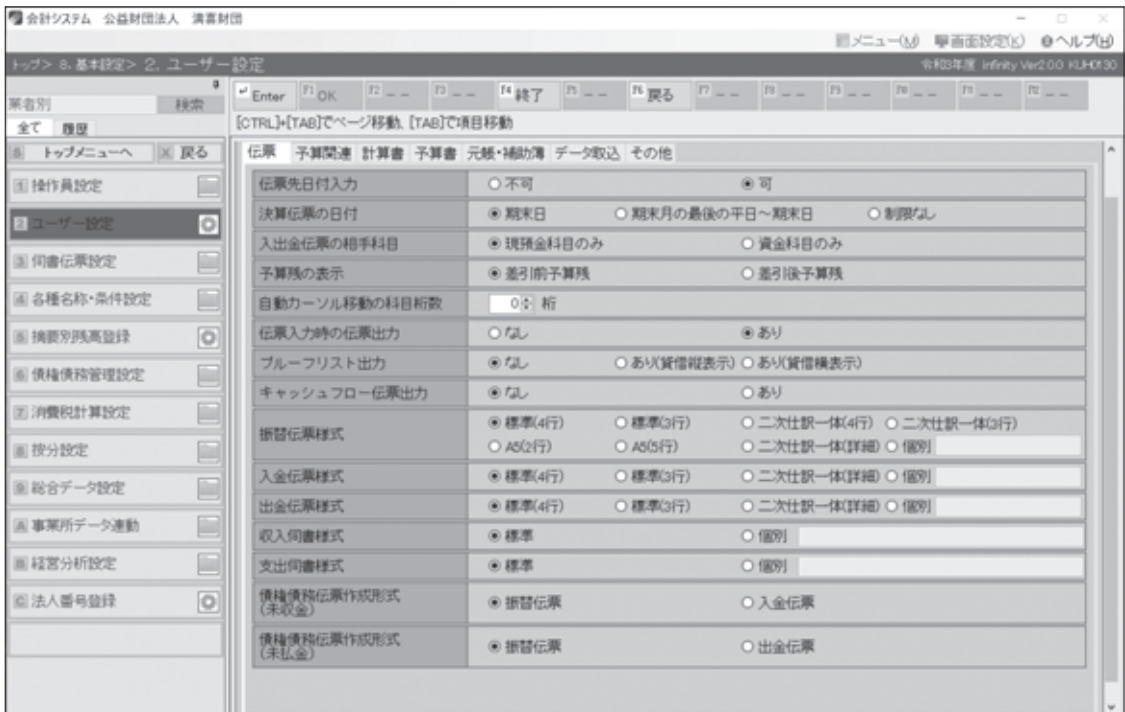 会計システム 公益財団法人 溝喜財団
メニュー(M) 画面設定(K) ヘルプ(H)
トップ> 8. 基本設定> 2. ユーザー設定
令和3年度 infinity Ver2.0.0 KUH0130
業者別 検索
Enter F1 OK F2 -- F3 -- F4 終了 F5 -- F6 戻る F7 --
[CTRL]+[TAB]でページ移動、[TAB]で項目移動
全て 履歴
S トップメニューへ X 戻る
1 操作員設定
2 ユーザー設定
3 伺書伝票設定
4 各種名称・条件設定
5 摘要別残高登録
6 債権債務管理設定
7 消費税計算設定
8 按分設定
9 総合データ設定
A 事業所データ連動
B 経営分析設定
C 法人番号登録
伝票 予算関連 計算書 予算書 元帳・補助簿 データ取込 その他
伝票先日付入力 不可 可
決算伝票の日付 期末日 期末月の最後の平日～期末日 制限なし
入出金伝票の相手科目 現預金科目のみ 資金科目のみ
予算残の表示 差引前予算残 差引後予算残
自動カーソル移動の科目桁数 0 桁
伝票入力時の伝票出力 なし あり
プルーフリスト出力 なし あり(貸借縦表示) あり(貸借横表示)
キャッシュフロー伝票出力 なし あり
振替伝票様式 標準(4行) 標準(3行) 二次仕訳一体(4行) 二次仕訳一体(3行)
A5(2行) A5(5行) 二次仕訳一体(詳細) 個別
入金伝票様式 標準(4行) 標準(3行) 二次仕訳一体(詳細) 個別
出金伝票様式 標準(4行) 標準(3行) 二次仕訳一体(詳細) 個別
収入伺書様式 標準 個別
支出伺書様式 標準 個別
債権債務伝票作成形式
(未収金) 振替伝票 入金伝票
債権債務伝票作成形式
(未払金) 振替伝票 出金伝票